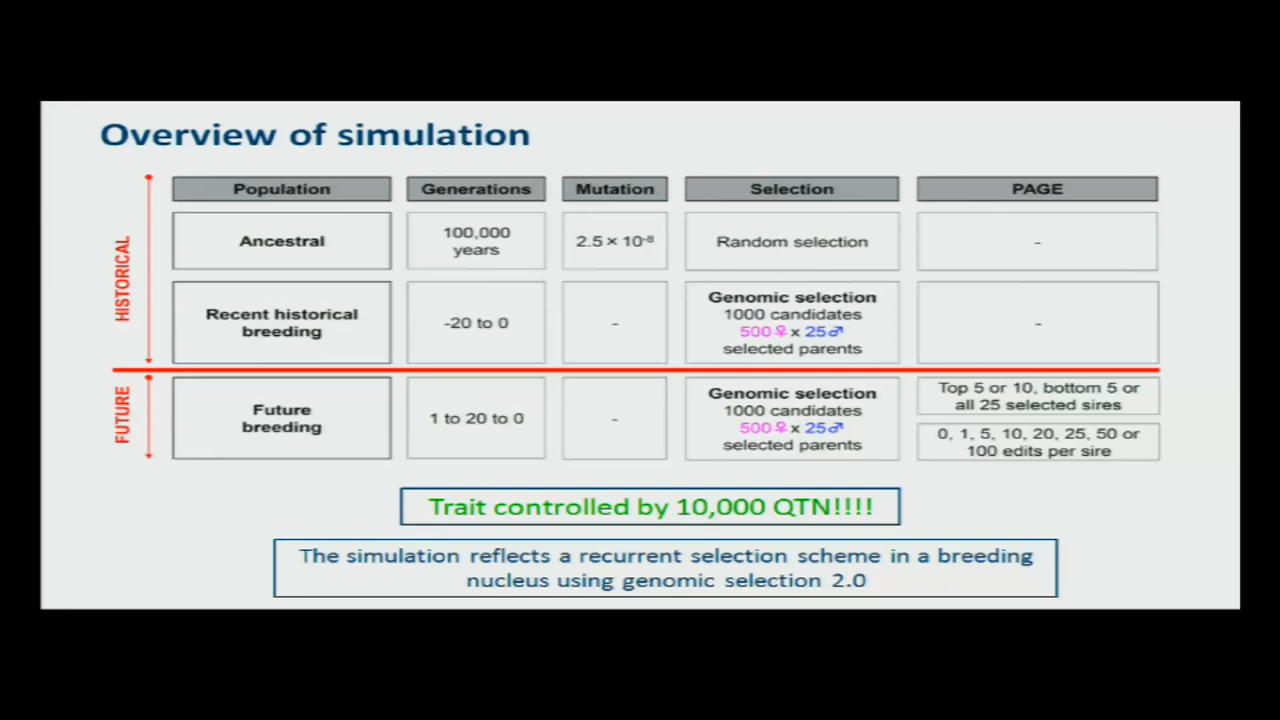 Overview of simulation
Population
Generations
Mutation
Selection
PAGE
HISTORICAL
Ancestral
100,000
years
2.5 × 10⁻⁸
Random selection
-
Recent historical
breeding
-20 to 0
-
Genomic selection
1000 candidates
500♀ x 25♂
selected parents
-
FUTURE
Future
breeding
1 to 20 to 0
-
Genomic selection
1000 candidates
500♀ x 25♂
selected parents
Top 5 or 10, bottom 5 or
all 25 selected sires
0, 1, 5, 10, 20, 25, 50 or
100 edits per sire
Trait controlled by 10,000 QTN!!!!
The simulation reflects a recurrent selection scheme in a breeding
nucleus using genomic selection 2.0